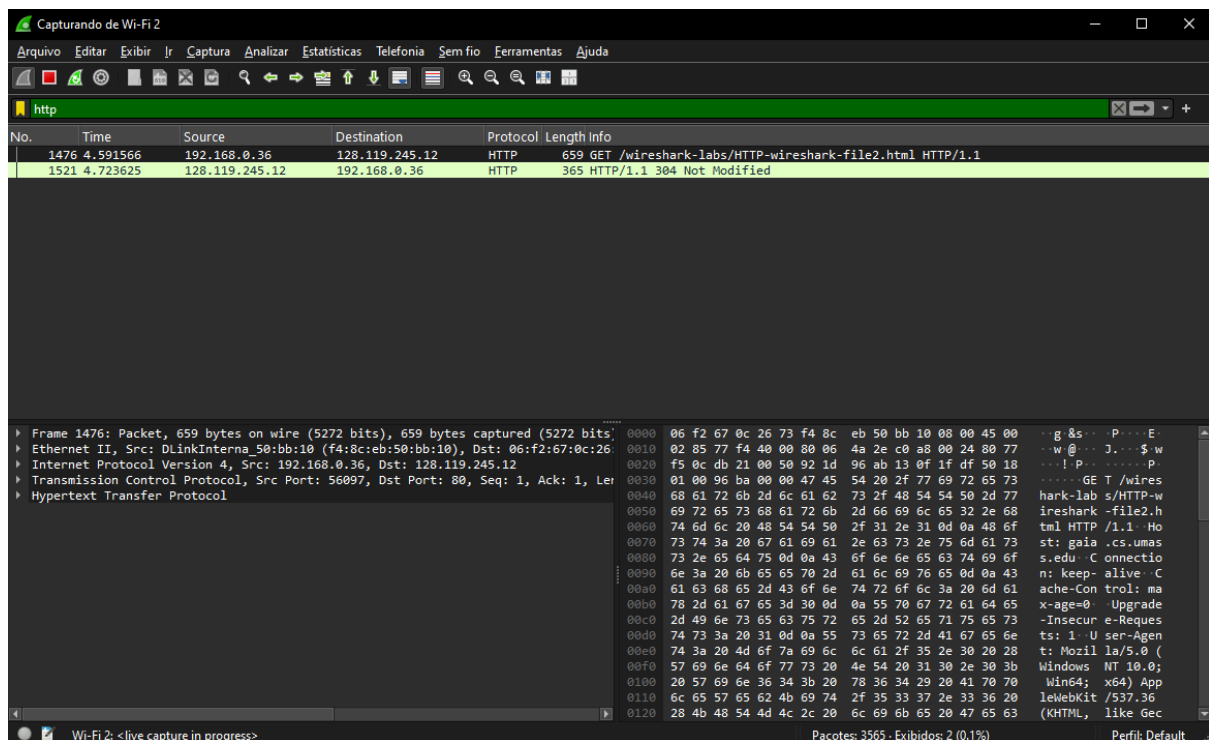 Capturando de Wi-Fi 2
Arquivo Editar Exibir Ir Captura Analizar Estatísticas Telefonia Sem fio Ferramentas Ajuda
http
No. Time Source Destination Protocol Length Info
1476 4.591566 192.168.0.36 128.119.245.12 HTTP 659 GET /wireshark-labs/HTTP-wireshark-file2.html HTTP/1.1
1521 4.723625 128.119.245.12 192.168.0.36 HTTP 365 HTTP/1.1 304 Not Modified
Frame 1476: Packet, 659 bytes on wire (5272 bits), 659 bytes captured (5272 bits)
Ethernet II, Src: DLinkInterna_50:bb:10 (f4:8c:eb:50:bb:10), Dst: 06:f2:67:0c:26:
Internet Protocol Version 4, Src: 192.168.0.36, Dst: 128.119.245.12
Transmission Control Protocol, Src Port: 56097, Dst Port: 80, Seq: 1, Ack: 1, Len
Hypertext Transfer Protocol
0000 06 f2 67 0c 26 73 f4 8c eb 50 bb 10 08 00 45 00 ··g·&s·· ·P····E·
0010 02 85 77 f4 40 00 80 06 4a 2e c0 a8 00 24 80 77 ··w·@··· J.···$·w
0020 f5 0c db 21 00 50 92 1d 96 ab 13 0f 1f df 50 18 ···!·P·· ······P·
0030 01 00 96 ba 00 00 47 45 54 20 2f 77 69 72 65 73 ······GE T /wires
0040 68 61 72 6b 2d 6c 61 62 73 2f 48 54 54 50 2d 77 hark-lab s/HTTP-w
0050 69 72 65 73 68 61 72 6b 2d 66 69 6c 65 32 2e 68 ireshark -file2.h
0060 74 6d 6c 20 48 54 54 50 2f 31 2e 31 0d 0a 48 6f tml HTTP /1.1··Ho
0070 73 74 3a 20 67 61 69 61 2e 63 73 2e 75 6d 61 73 st: gaia .cs.umas
0080 73 2e 65 64 75 0d 0a 43 6f 6e 6e 65 63 74 69 6f s.edu··C onnectio
0090 6e 3a 20 6b 65 65 70 2d 61 6c 69 76 65 0d 0a 43 n: keep- alive··C
00a0 61 63 68 65 2d 43 6f 6e 74 72 6f 6c 3a 20 6d 61 ache-Con trol: ma
00b0 78 2d 61 67 65 3d 30 0d 0a 55 70 67 72 61 64 65 x-age=0· ·Upgrade
00c0 2d 49 6e 73 65 63 75 72 65 2d 52 65 71 75 65 73 -Insecur e-Reques
00d0 74 73 3a 20 31 0d 0a 55 73 65 72 2d 41 67 65 6e ts: 1··U ser-Agen
00e0 74 3a 20 4d 6f 7a 69 6c 6c 61 2f 35 2e 30 20 28 t: Mozil la/5.0 (
00f0 57 69 6e 64 6f 77 73 20 4e 54 20 31 30 2e 30 3b Windows NT 10.0;
0100 20 57 69 6e 36 34 3b 20 78 36 34 29 20 41 70 70 Win64; x64) App
0110 6c 65 57 65 62 4b 69 74 2f 35 33 37 2e 33 36 20 leWebKit /537.36
0120 28 4b 48 54 4d 4c 2c 20 6c 69 6b 65 20 47 65 63 (KHTML, like Gec
Wi-Fi 2: <live capture in progress> Pacotes: 3565 · Exibidos: 2 (0.1%) Perfil: Default